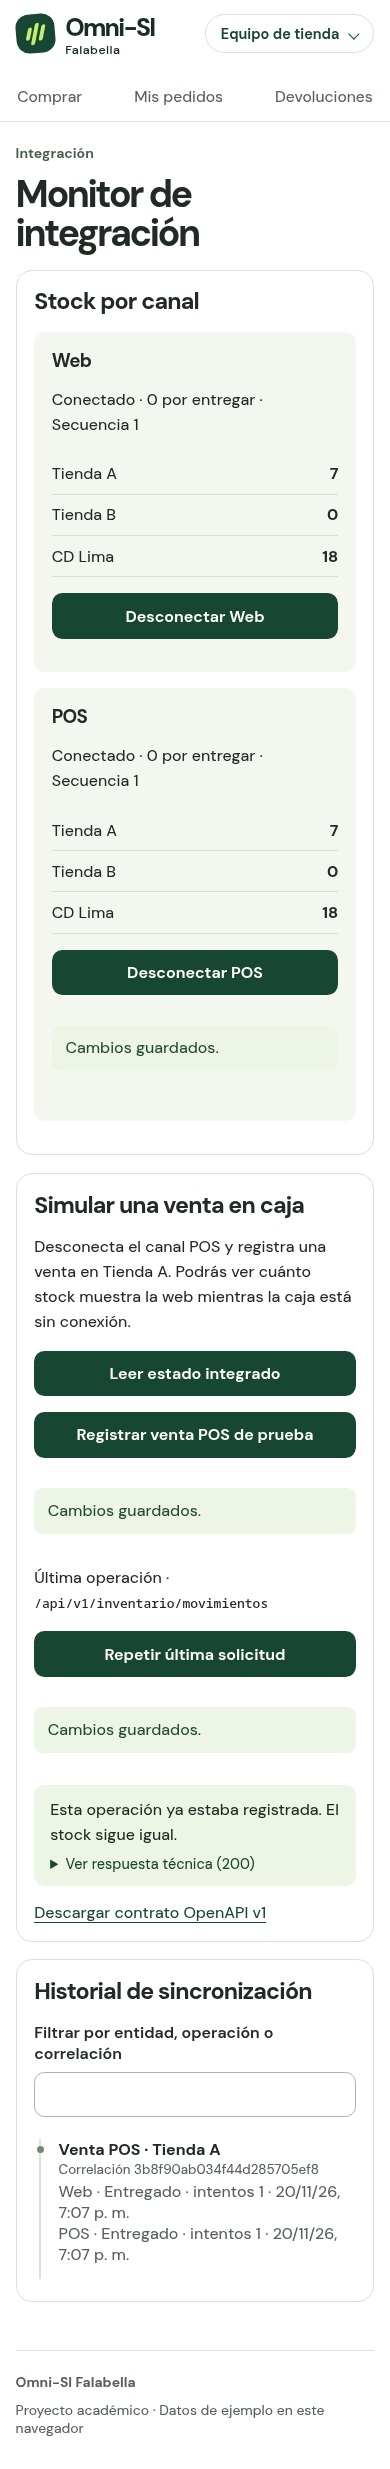 Omni-SI
Falabella
Equipo de tienda
Comprar Mis pedidos Devoluciones
Integración
Monitor de
integración
Stock por canal
Web
Conectado · 0 por entregar ·
Secuencia 1
Tienda A 7
Tienda B 0
CD Lima 18
Desconectar Web
POS
Conectado · 0 por entregar ·
Secuencia 1
Tienda A 7
Tienda B 0
CD Lima 18
Desconectar POS
Cambios guardados.
Simular una venta en caja
Desconecta el canal POS y registra una
venta en Tienda A. Podrás ver cuánto
stock muestra la web mientras la caja está
sin conexión.
Leer estado integrado
Registrar venta POS de prueba
Cambios guardados.
Última operación ·
/api/v1/inventario/movimientos
Repetir última solicitud
Cambios guardados.
Esta operación ya estaba registrada. El
stock sigue igual.
Ver respuesta técnica (200)
Descargar contrato OpenAPI v1
Historial de sincronización
Filtrar por entidad, operación o
correlación
Venta POS · Tienda A
Correlación 3b8f90ab034f44d285705ef8
Web · Entregado · intentos 1 · 20/11/26,
7:07 p. m.
POS · Entregado · intentos 1 · 20/11/26,
7:07 p. m.
Omni-SI Falabella
Proyecto académico · Datos de ejemplo en este
navegador